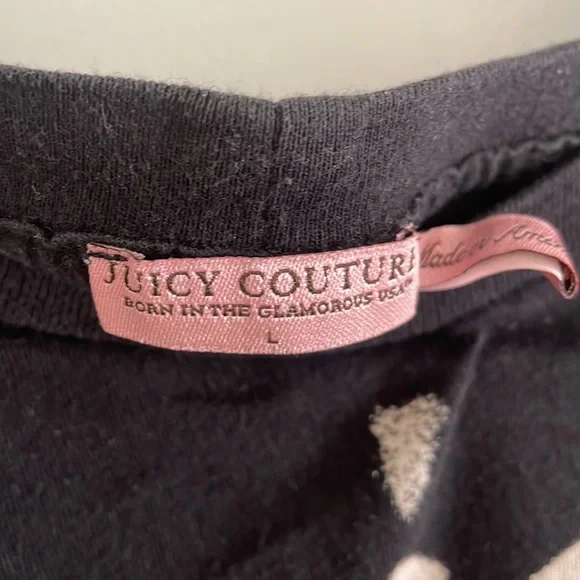 JUICY COUTURE
BORN IN THE GLAMOROUS USA
L
Made in